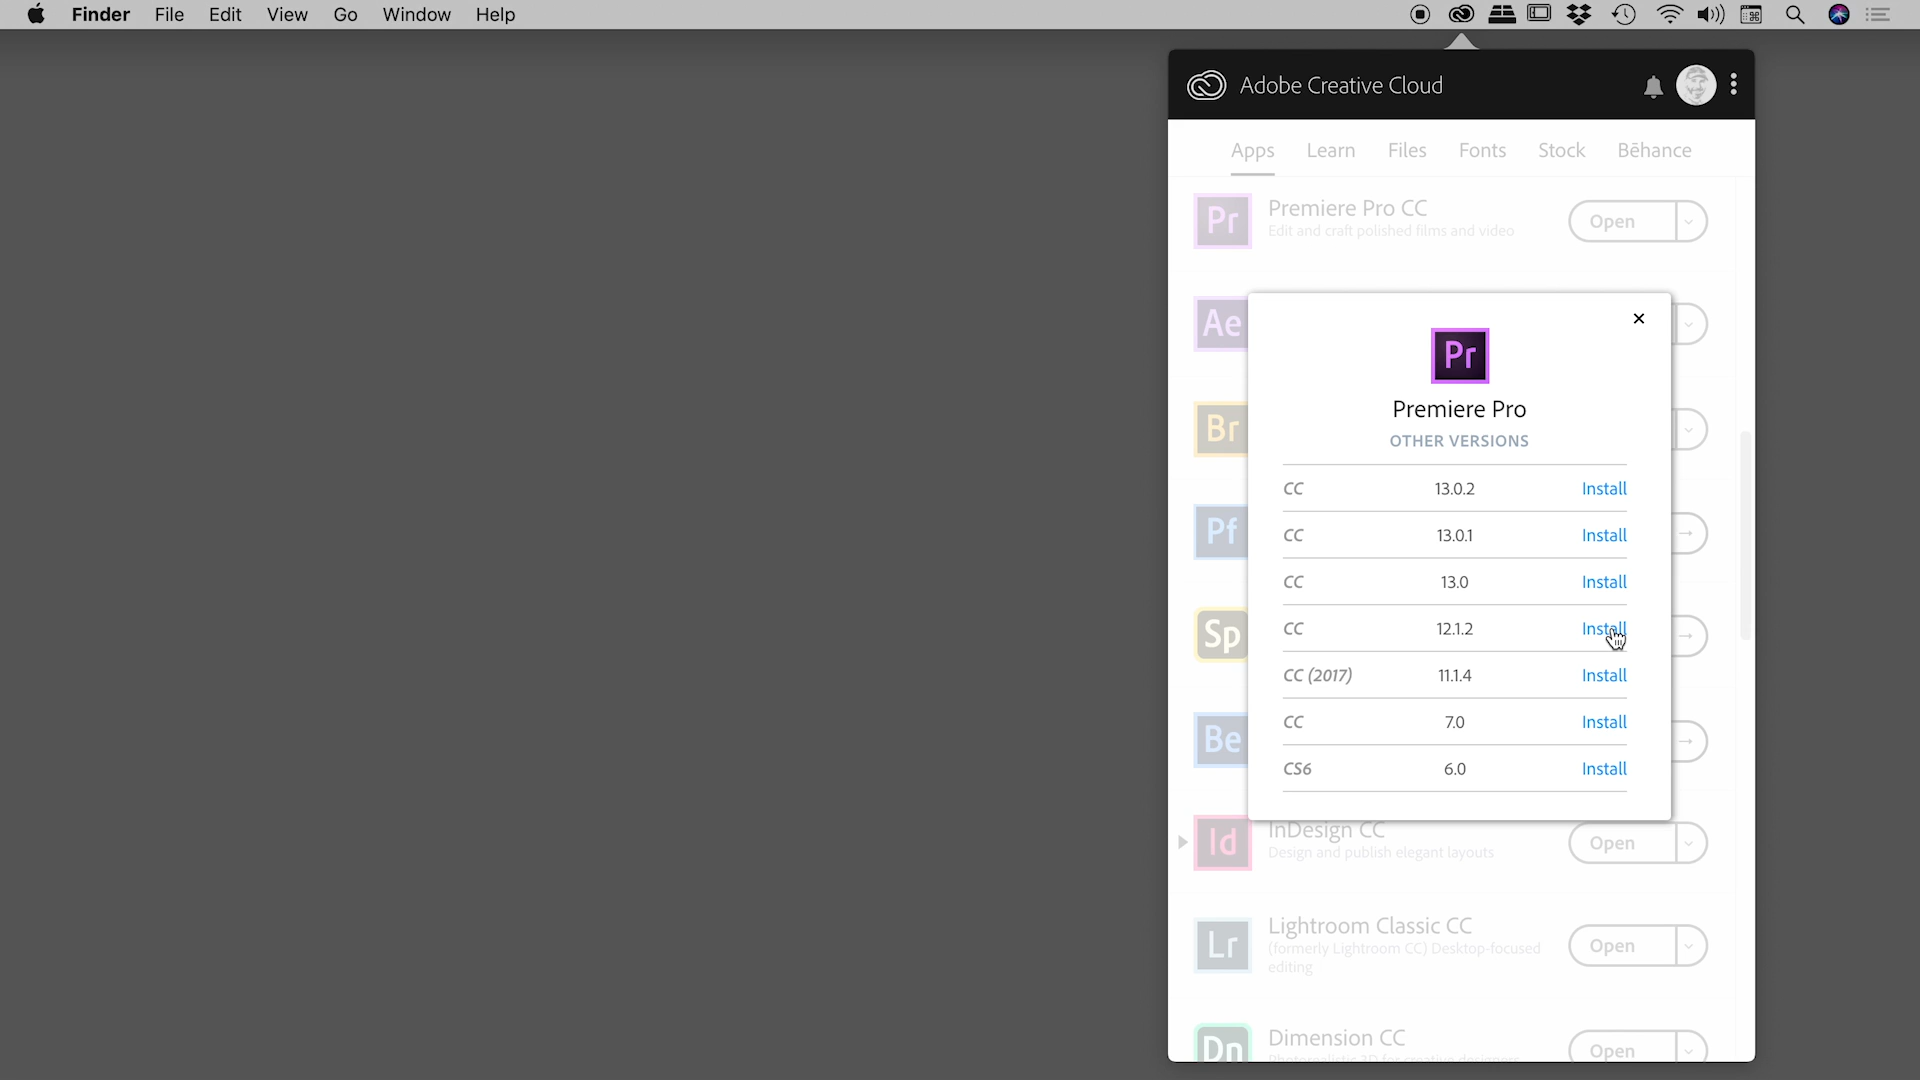 Finder File Edit View Go Window Help
Adobe Creative Cloud
Apps Learn Files Fonts Stock Bēhance
Pr Premiere Pro CC Open
Edit and craft polished films and video
Ae
Br
Pf
Sp
Be
Pr
Premiere Pro
OTHER VERSIONS
CC 13.0.2 Install
CC 13.0.1 Install
CC 13.0 Install
CC 12.1.2 Install
CC (2017) 11.1.4 Install
CC 7.0 Install
CS6 6.0 Install
Id InDesign CC Open
Design and publish elegant layouts
Lr Lightroom Classic CC Open
(formerly Lightroom CC) Desktop-focused
editing
Dn Dimension CC Open
Photorealistic 3D for creative designers